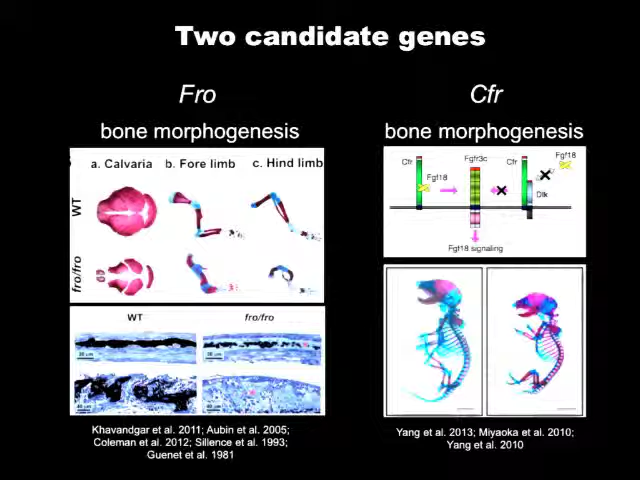 Two candidate genes
Fro
bone morphogenesis
a. Calvaria b. Fore limb c. Hind limb
WT
fro/fro
WT fro/fro
Khavandgar et al. 2011; Aubin et al. 2005;
Coleman et al. 2012; Sillence et al. 1993;
Guenet et al. 1981
Cfr
bone morphogenesis
Cfr Fgfr3c Cfr Fgf18
Fgf18
Dlk
Fgf18 signaling
Yang et al. 2013; Miyaoka et al. 2010;
Yang et al. 2010